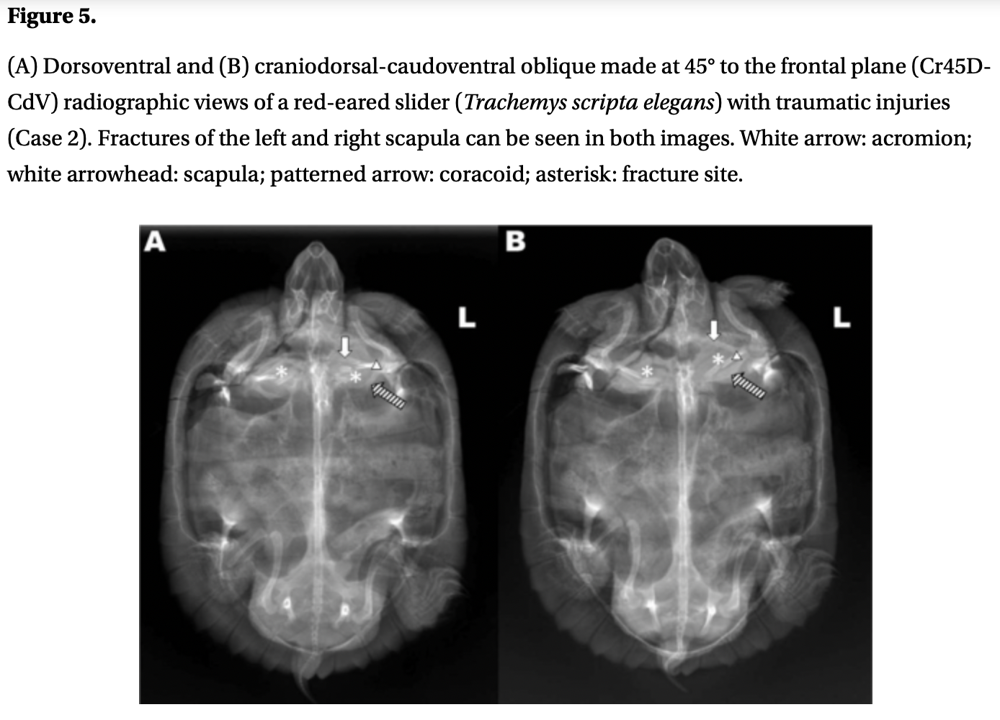 Figure 5.
(A) Dorsoventral and (B) craniodorsal-caudoventral oblique made at 45° to the frontal plane (Cr45D-
CdV) radiographic views of a red-eared slider (Trachemys scripta elegans) with traumatic injuries
(Case 2). Fractures of the left and right scapula can be seen in both images. White arrow: acromion;
white arrowhead: scapula; patterned arrow: coracoid; asterisk: fracture site.
A
B
L
L